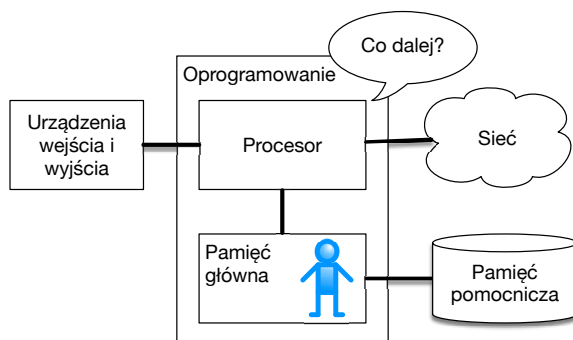 Co dalej?
Oprogramowanie
Urządzenia
wejścia i
wyjścia
Procesor
Sieć
Pamięć
główna
Pamięć
pomocnicza